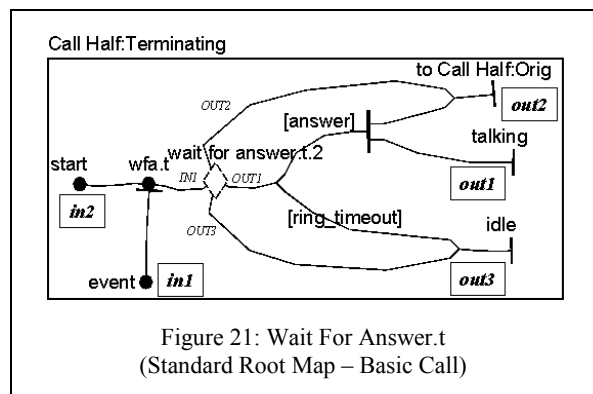 Call Half:Terminating
to Call Half:Orig
OUT2
out2
[answer]
wait for answer.t.2
talking
start
wfa.t
IN1
OUT1
out1
in2
[ring_timeout]
idle
OUT3
event
in1
out3
Figure 21: Wait For Answer.t
(Standard Root Map – Basic Call)